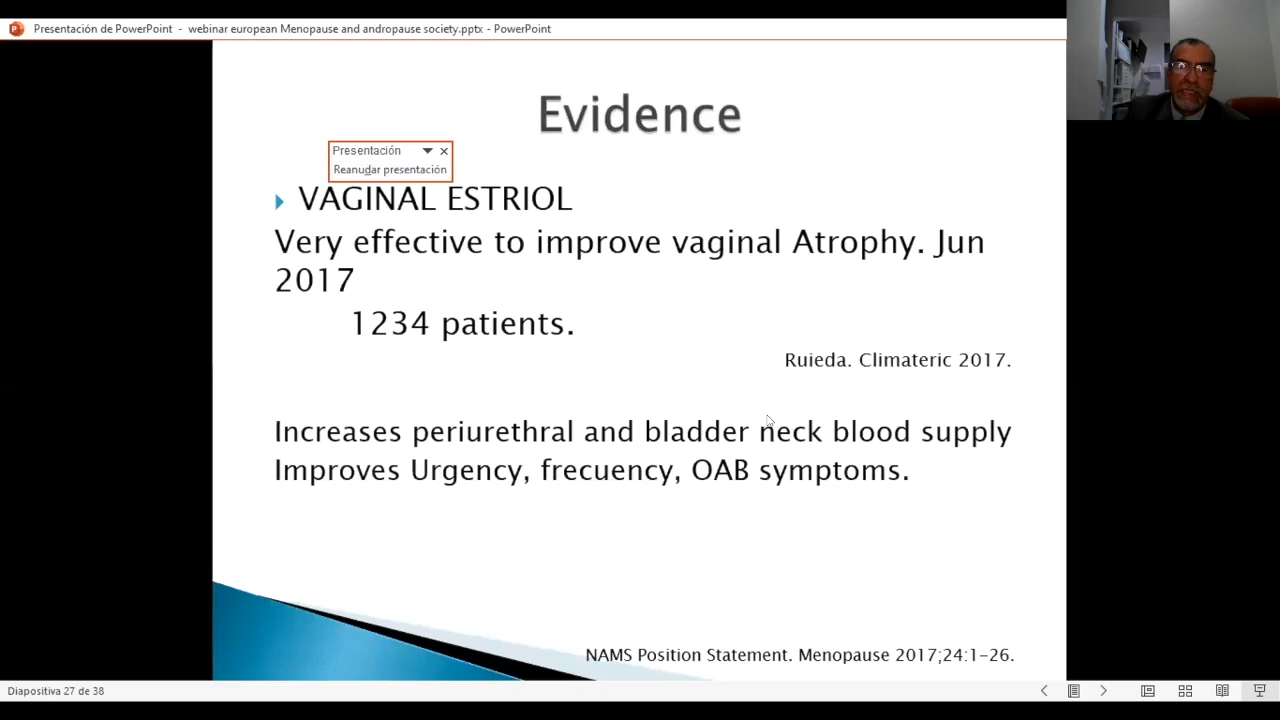 Presentación de PowerPoint - webinar european Menopause and andropause society.pptx - PowerPoint
Evidence
Presentación
Reanudar presentación
VAGINAL ESTRIOL
Very effective to improve vaginal Atrophy. Jun
2017
1234 patients.
Ruieda. Climateric 2017.
Increases periurethral and bladder neck blood supply
Improves Urgency, frecuency, OAB symptoms.
NAMS Position Statement. Menopause 2017;24:1-26.
Diapositiva 27 de 38